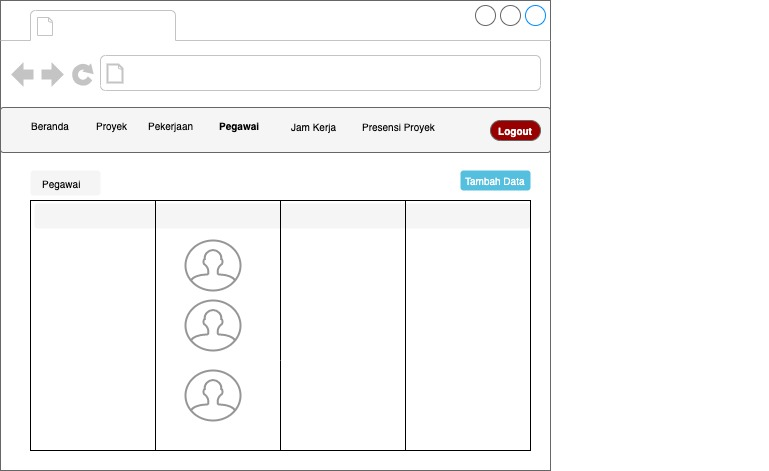 Beranda Proyek Pekerjaan Pegawai Jam Kerja Presensi Proyek Logout
Pegawai Tambah Data